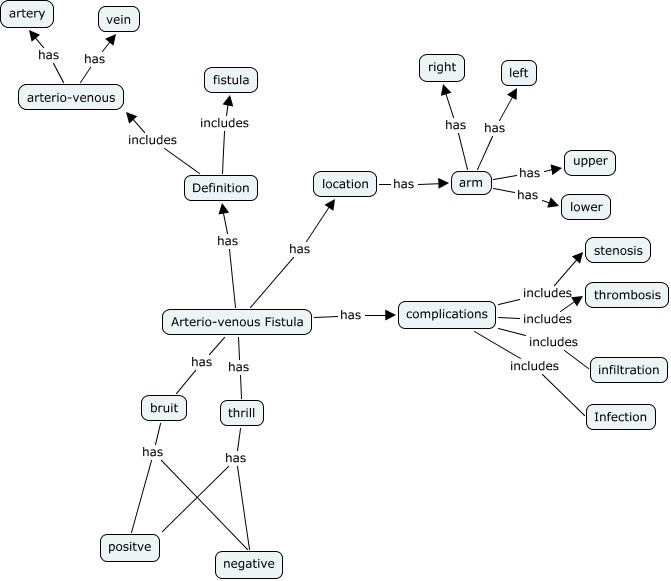 artery
vein
has
has
arterio-venous
fistula
includes
includes
Definition
right
left
has
has
location
has
arm
has
upper
has
lower
has
has
stenosis
includes
thrombosis
Arterio-venous Fistula
has
complications
includes
includes
infiltration
includes
Infection
has
has
bruit
thrill
has
has
positve
negative